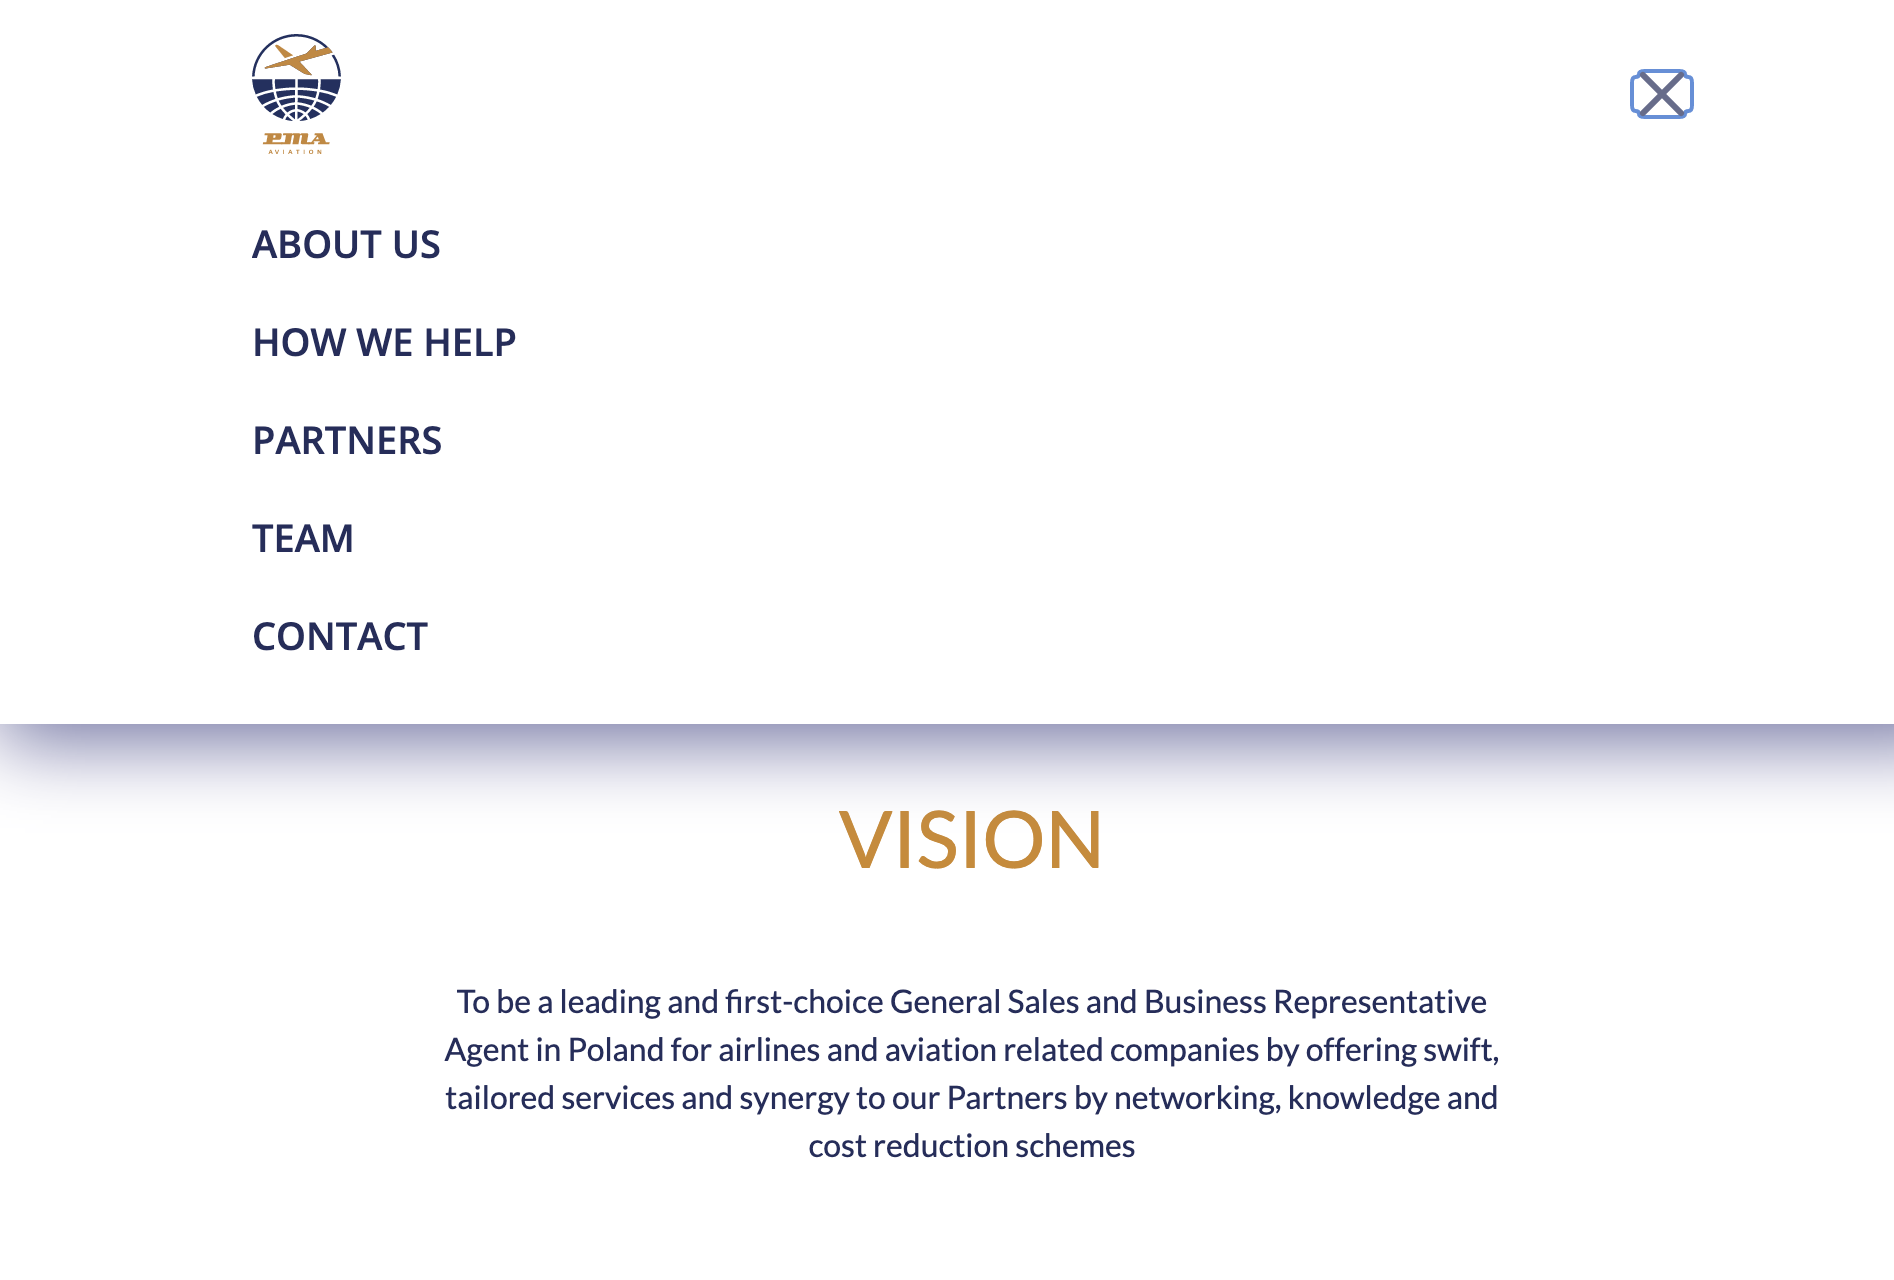 PMA
AVIATION
ABOUT US
HOW WE HELP
PARTNERS
TEAM
CONTACT
VISION
To be a leading and first-choice General Sales and Business Representative
Agent in Poland for airlines and aviation related companies by offering swift,
tailored services and synergy to our Partners by networking, knowledge and
cost reduction schemes